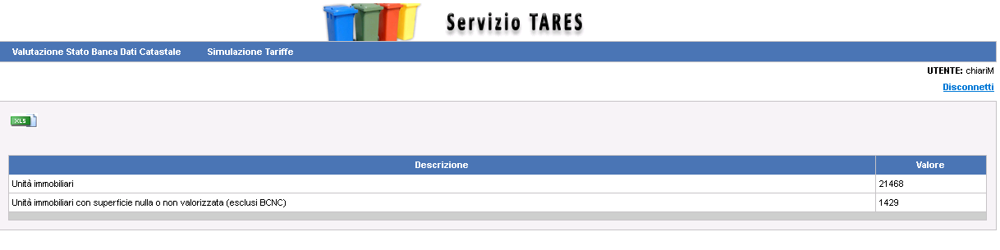 Servizio TARES
Valutazione Stato Banca Dati Catastale Simulazione Tariffe
UTENTE: chiariM
Disconnetti
XLS
Descrizione Valore
Unità immobiliari 21468
Unità immobiliari con superficie nulla o non valorizzata (esclusi BCNC) 1429